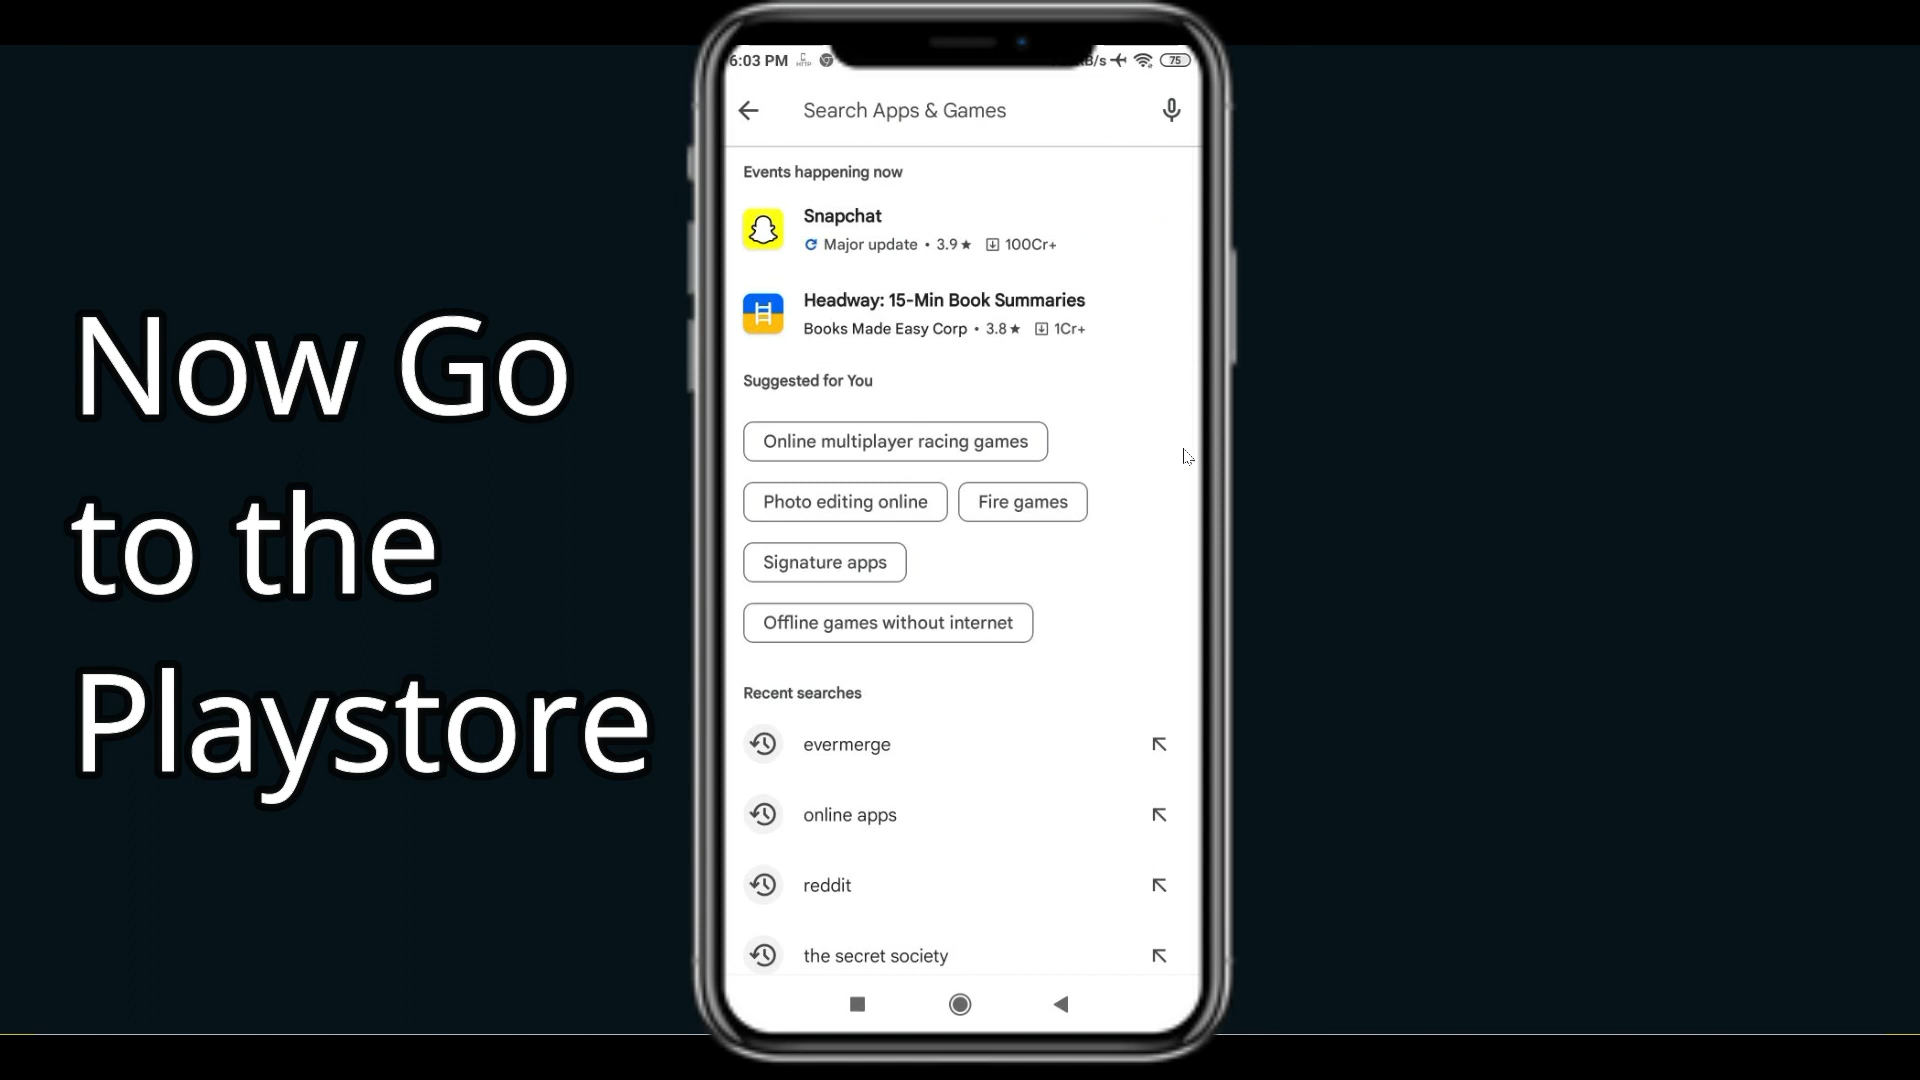 Now Go
to the
Playstore
6:03 PM
B/s
75
Search Apps & Games
Events happening now
Snapchat
Major update • 3.9★ 100Cr+
Headway: 15-Min Book Summaries
Books Made Easy Corp • 3.8★ 1Cr+
Suggested for You
Online multiplayer racing games
Photo editing online
Fire games
Signature apps
Offline games without internet
Recent searches
evermerge
online apps
reddit
the secret society